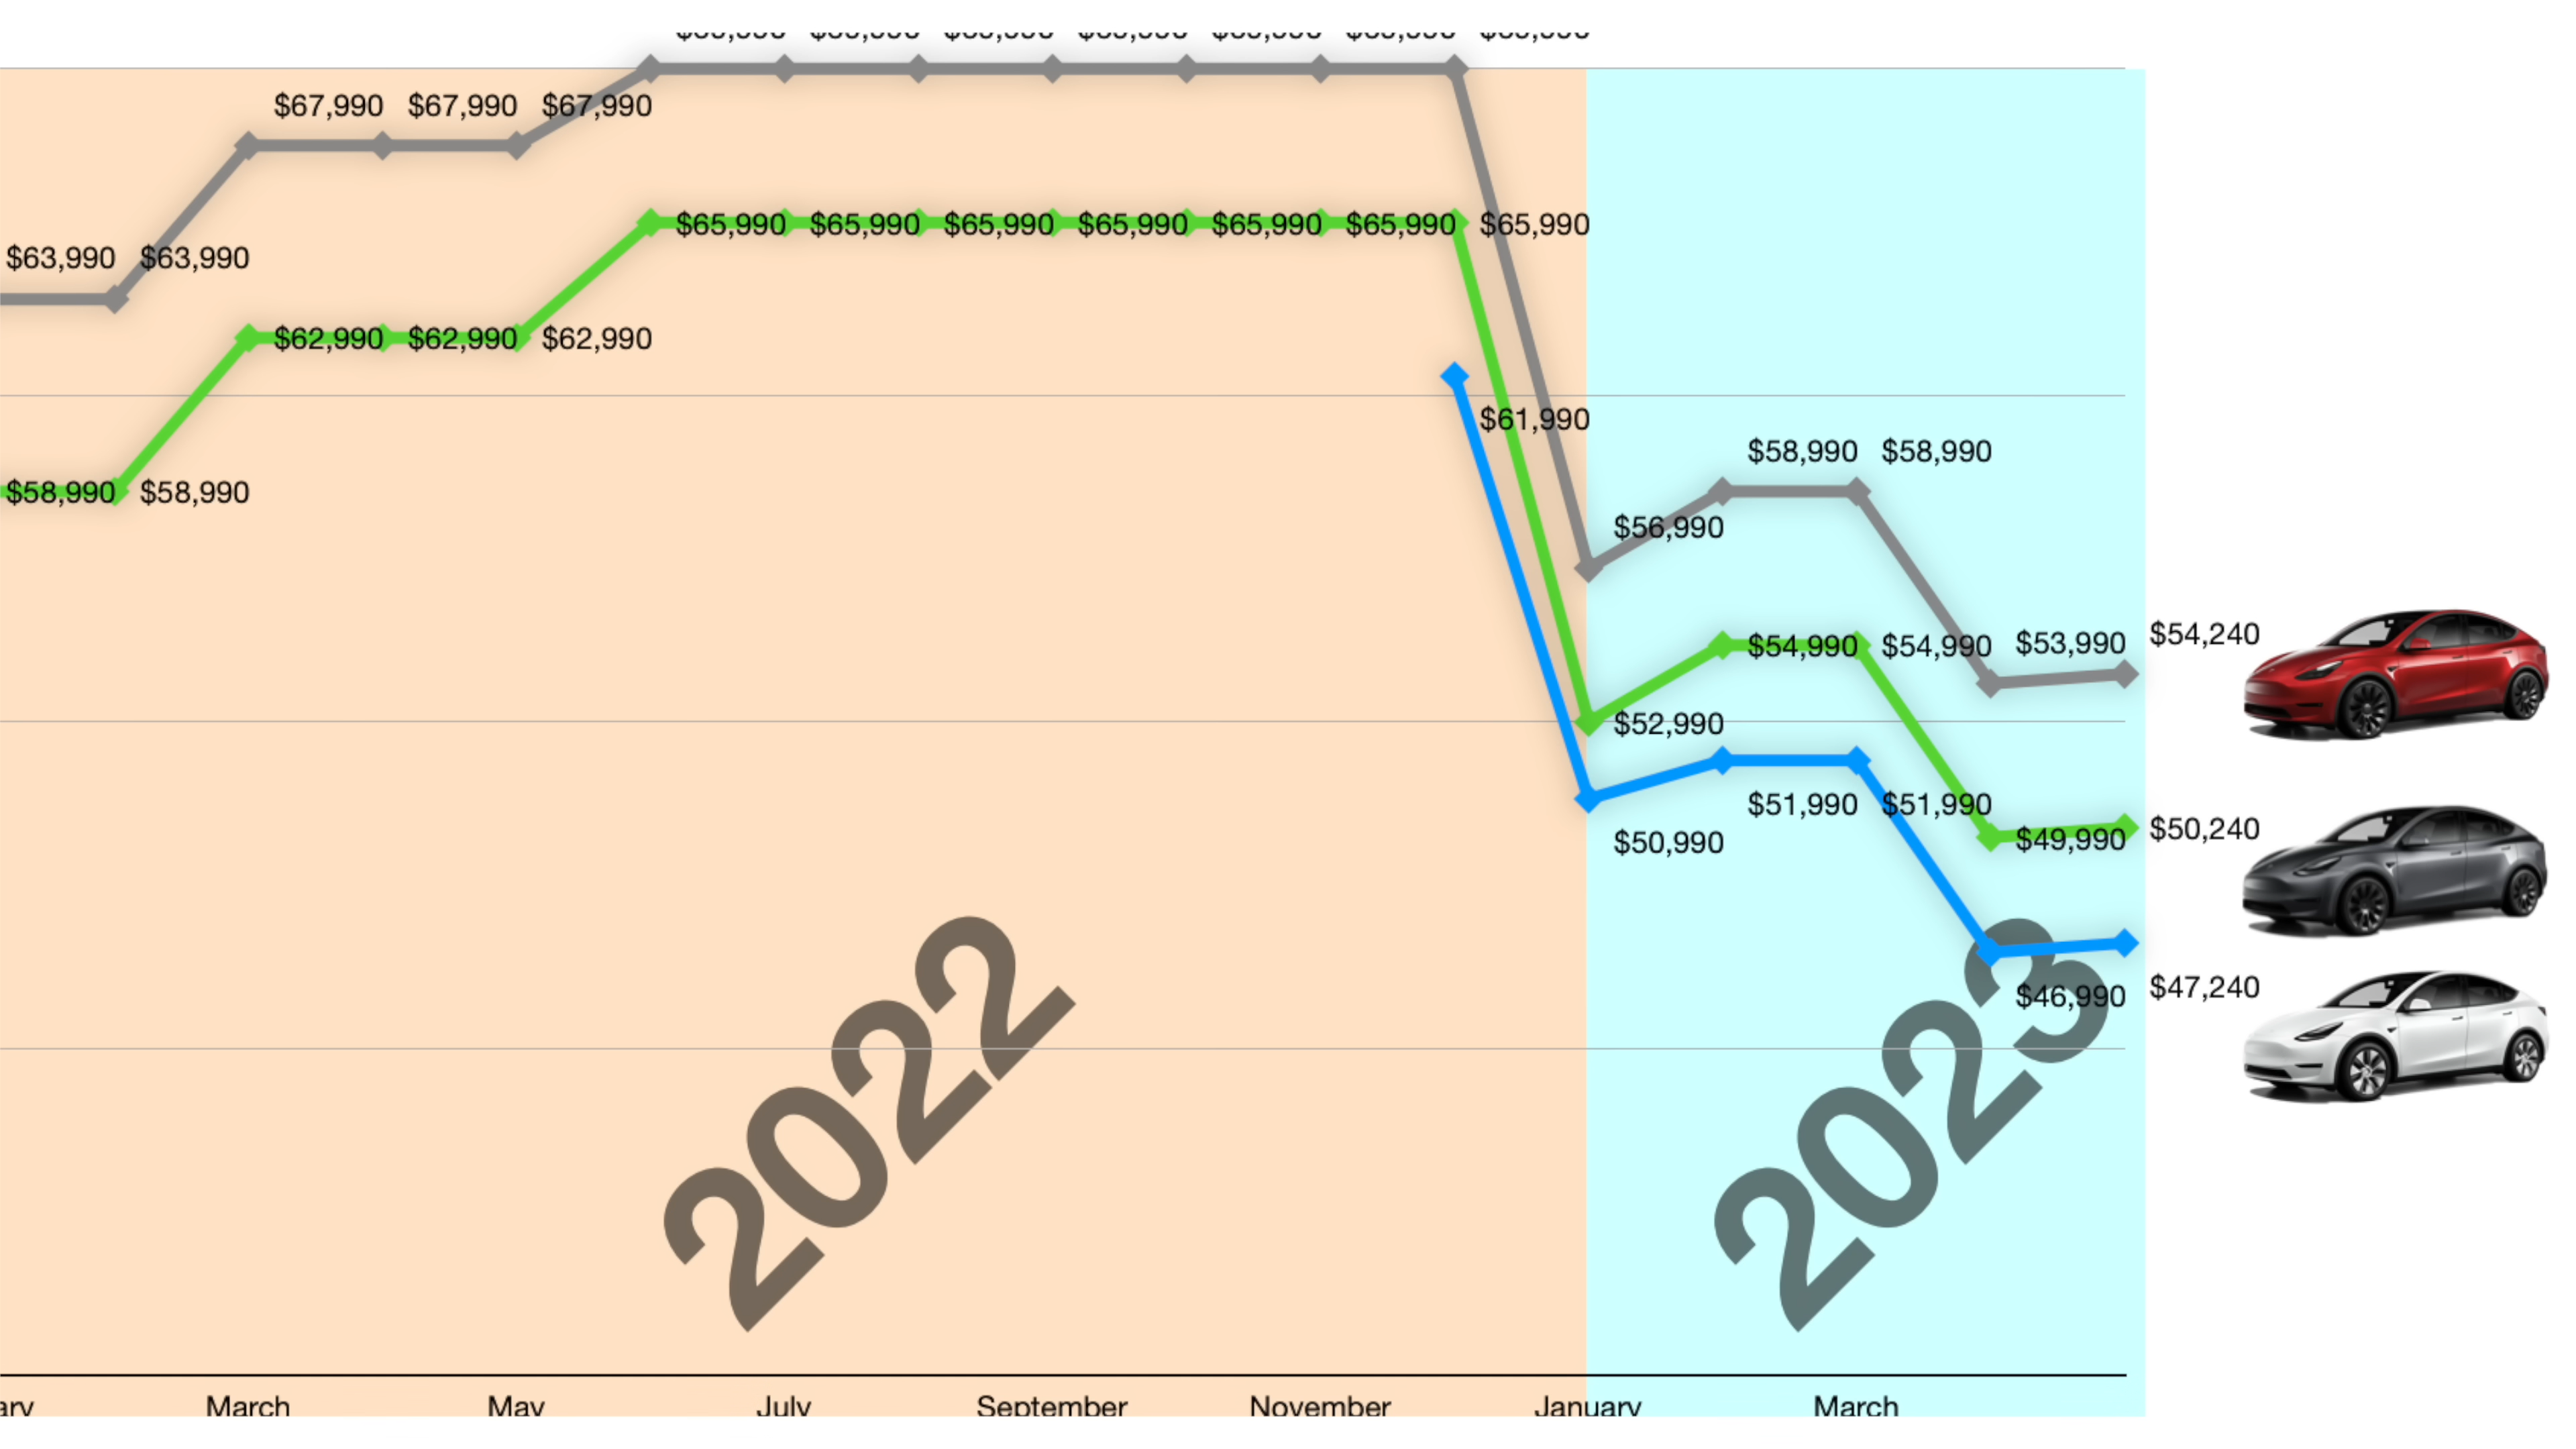 $67,990 $67,990 $67,990
$65,990 $65,990 $65,990 $65,990 $65,990 $65,990 $65,990
$63,990 $63,990
$62,990 $62,990 $62,990
$61,990
$58,990 $58,990
$58,990 $58,990
$56,990
$54,990 $54,990 $53,990 $54,240
$52,990
$51,990 $51,990
$49,990 $50,240
$50,990
$46,990 $47,240
2022
2023
March May July September November January March